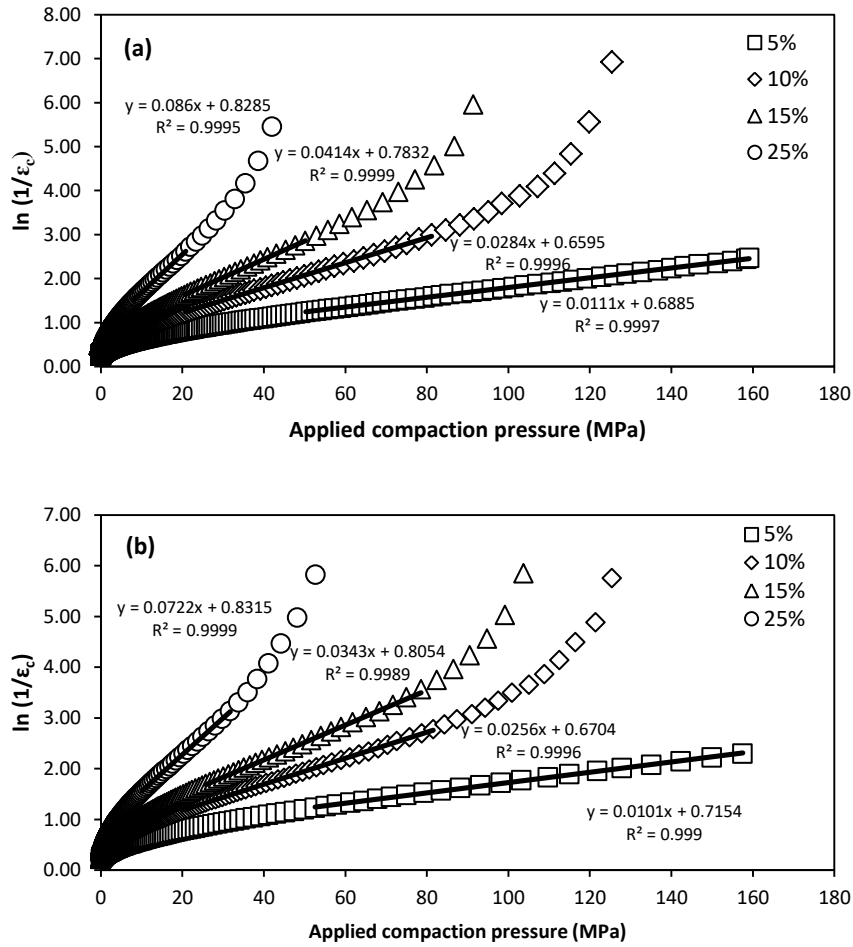 8.00
7.00
6.00
5.00
4.00
3.00
2.00
1.00
0.00
ln (1/εc)
(a)
5%
10%
15%
25%
y = 0.086x + 0.8285
R² = 0.9995
y = 0.0414x + 0.7832
R² = 0.9999
y = 0.0284x + 0.6595
R² = 0.9996
y = 0.0111x + 0.6885
R² = 0.9997
0 20 40 60 80 100 120 140 160 180
Applied compaction pressure (MPa)
7.00
6.00
5.00
4.00
3.00
2.00
1.00
0.00
ln (1/εc)
(b)
5%
10%
15%
25%
y = 0.0722x + 0.8315
R² = 0.9999
y = 0.0343x + 0.8054
R² = 0.9989
y = 0.0256x + 0.6704
R² = 0.9996
y = 0.0101x + 0.7154
R² = 0.999
0 20 40 60 80 100 120 140 160 180
Applied compaction pressure (MPa)